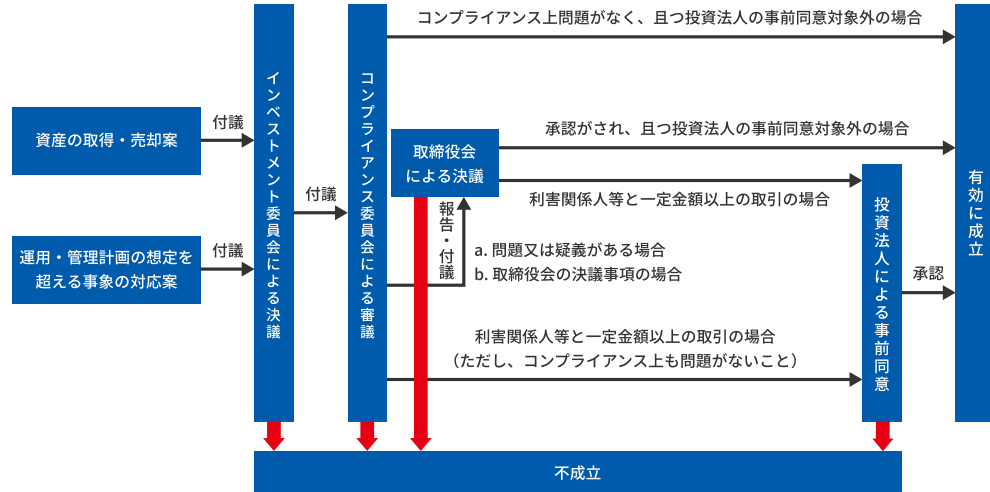 資産の取得・売却案
運用・管理計画の想定を
超える事象の対応案
付議
付議
インベストメント委員会による決議
付議
コンプライアンス委員会による審議
コンプライアンス上問題がなく、且つ投資法人の事前同意対象外の場合
取締役会
による決議
承認がされ、且つ投資法人の事前同意対象外の場合
利害関係人等と一定金額以上の取引の場合
報告・付議
a. 問題又は疑義がある場合
b. 取締役会の決議事項の場合
利害関係人等と一定金額以上の取引の場合
（ただし、コンプライアンス上も問題がないこと）
投資法人による事前同意
承認
有効に成立
不成立